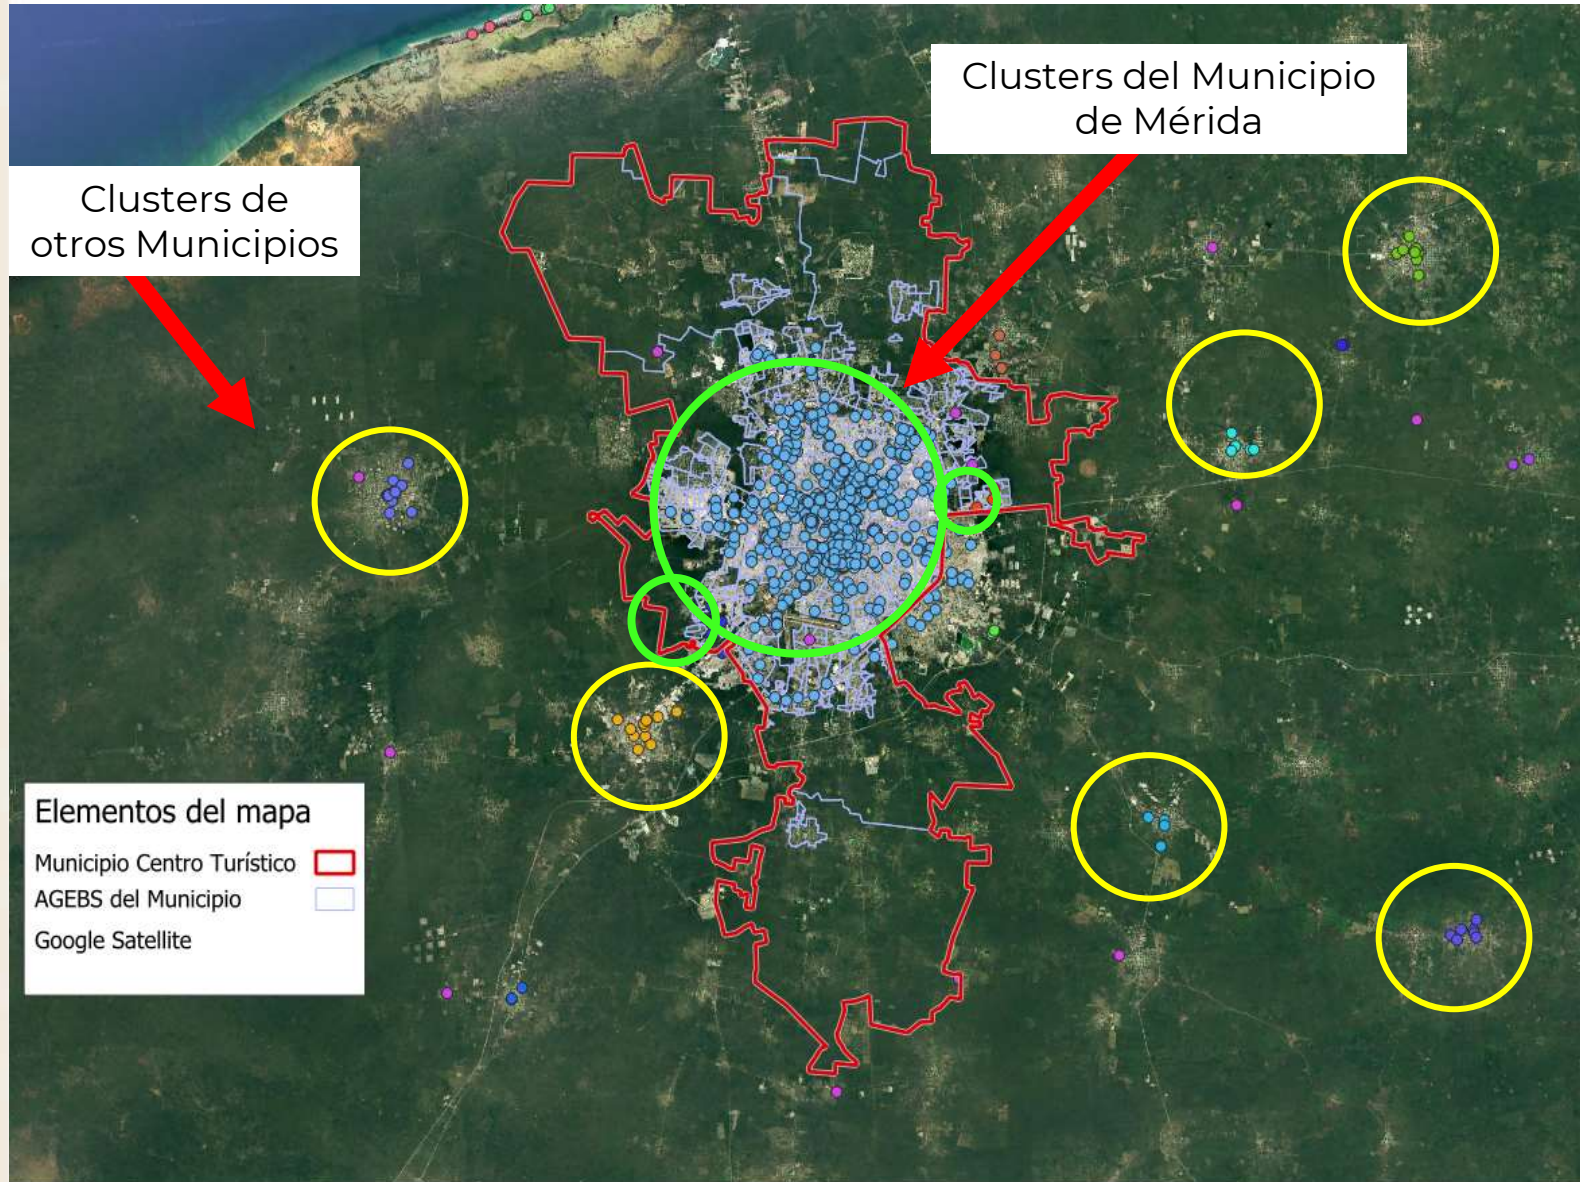 Clusters del Municipio
de Mérida
Clusters de
otros Municipios
Elementos del mapa
Municipio Centro Turístico
AGEBS del Municipio
Google Satellite